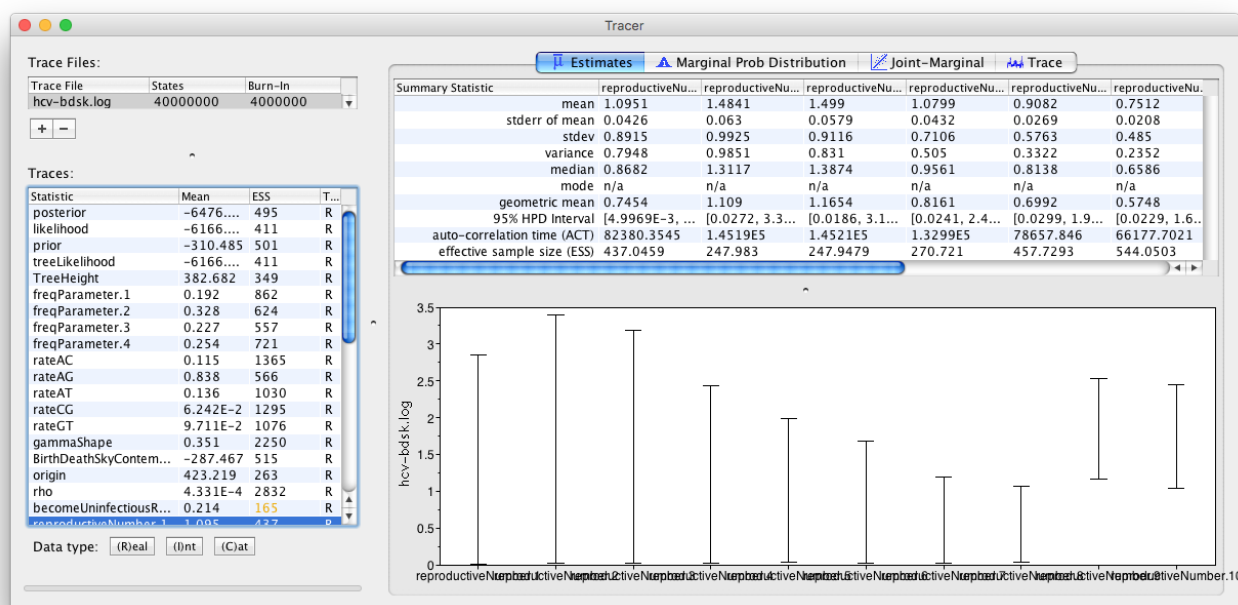 Tracer
Trace Files:
Trace File States Burn-In
hcv-bdsk.log 40000000 4000000
+ −
Traces:
Statistic Mean ESS T...
posterior -6476.... 495 R
likelihood -6166.... 411 R
prior -310.485 501 R
treeLikelihood -6166.... 411 R
TreeHeight 382.682 349 R
freqParameter.1 0.192 862 R
freqParameter.2 0.328 624 R
freqParameter.3 0.227 557 R
freqParameter.4 0.254 721 R
rateAC 0.115 1365 R
rateAG 0.838 566 R
rateAT 0.136 1030 R
rateCG 6.242E-2 1295 R
rateGT 9.711E-2 1076 R
gammaShape 0.351 2250 R
BirthDeathSkyContem... -287.467 515 R
origin 423.219 263 R
rho 4.331E-4 2832 R
becomeUninfectiousR... 0.214 165 R
reproductiveNumber.1 1.095 437 R
Data type: (R)eal (I)nt (C)at
μ Estimates Marginal Prob Distribution Joint-Marginal Trace
Summary Statistic reproductiveNu... reproductiveNu... reproductiveNu... reproductiveNu... reproductiveNu... reproductiveNu.
mean 1.0951 1.4841 1.499 1.0799 0.9082 0.7512
stderr of mean 0.0426 0.063 0.0579 0.0432 0.0269 0.0208
stdev 0.8915 0.9925 0.9116 0.7106 0.5763 0.485
variance 0.7948 0.9851 0.831 0.505 0.3322 0.2352
median 0.8682 1.3117 1.3874 0.9561 0.8138 0.6586
mode n/a n/a n/a n/a n/a n/a
geometric mean 0.7454 1.109 1.1654 0.8161 0.6992 0.5748
95% HPD Interval [4.9969E-3, ... [0.0272, 3.3... [0.0186, 3.1... [0.0241, 2.4... [0.0299, 1.9... [0.0229, 1.6...
auto-correlation time (ACT) 82380.3545 1.4519E5 1.4521E5 1.3299E5 78657.846 66177.7021
effective sample size (ESS) 437.0459 247.983 247.9479 270.721 457.7293 544.0503
3.5
3
2.5
2
1.5
1
0.5
0
hcv-bdsk.log
reproductiveNumber.10